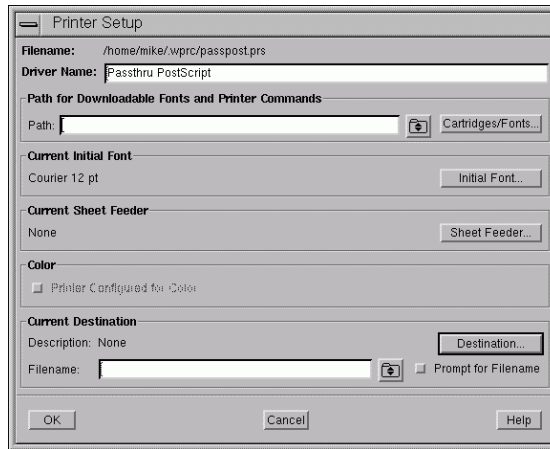 Printer Setup
Filename: /home/mike/.wprc/passpost.prs
Driver Name: Passthru PostScript
Path for Downloadable Fonts and Printer Commands
Path: Cartridges/Fonts...
Current Initial Font
Courier 12 pt Initial Font...
Current Sheet Feeder
None Sheet Feeder...
Color
Printer Configured for Color
Current Destination
Description: None Destination...
Filename: Prompt for Filename
OK Cancel Help